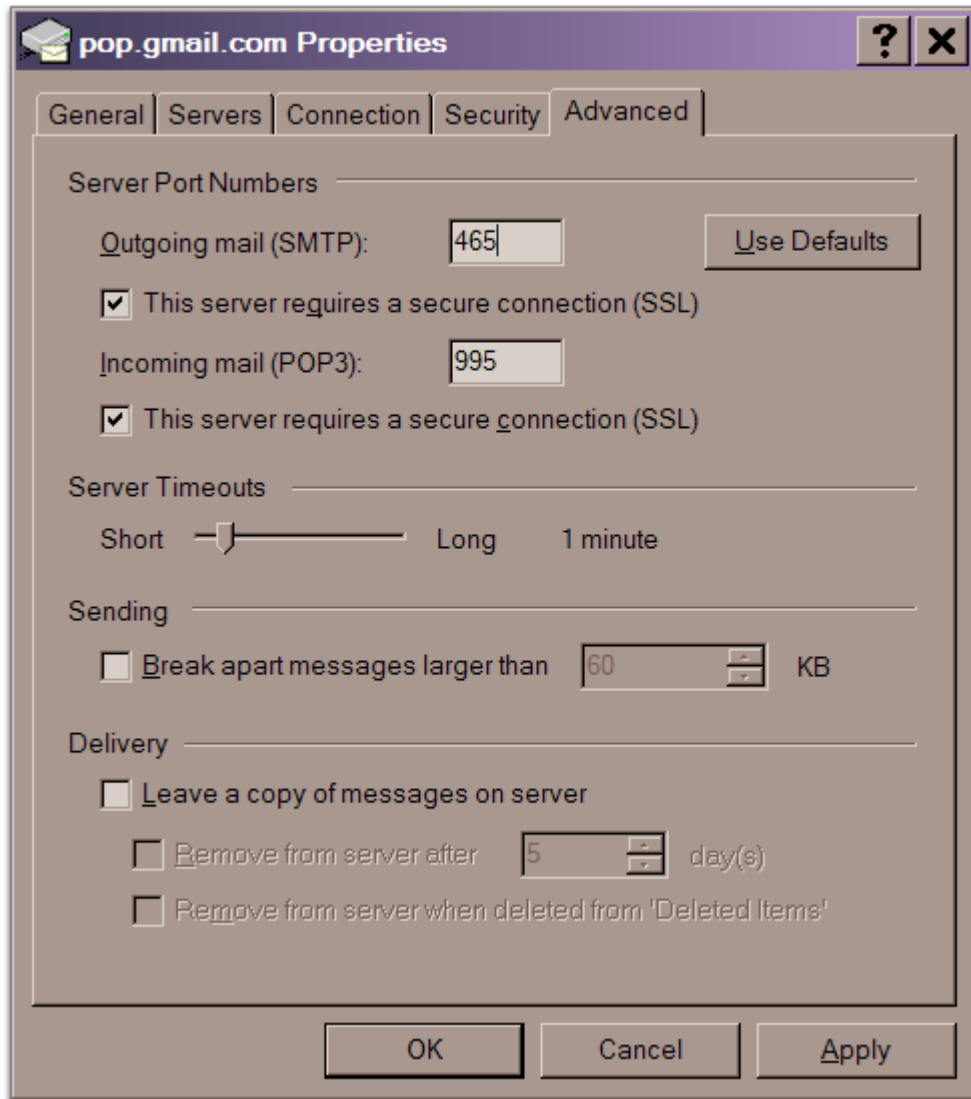 pop.gmail.com Properties
General Servers Connection Security Advanced
Server Port Numbers
Outgoing mail (SMTP): 465 Use Defaults
This server requires a secure connection (SSL)
Incoming mail (POP3): 995
This server requires a secure connection (SSL)
Server Timeouts
Short Long 1 minute
Sending
Break apart messages larger than 60 KB
Delivery
Leave a copy of messages on server
Remove from server after 5 day(s)
Remove from server when deleted from 'Deleted Items'
OK Cancel Apply